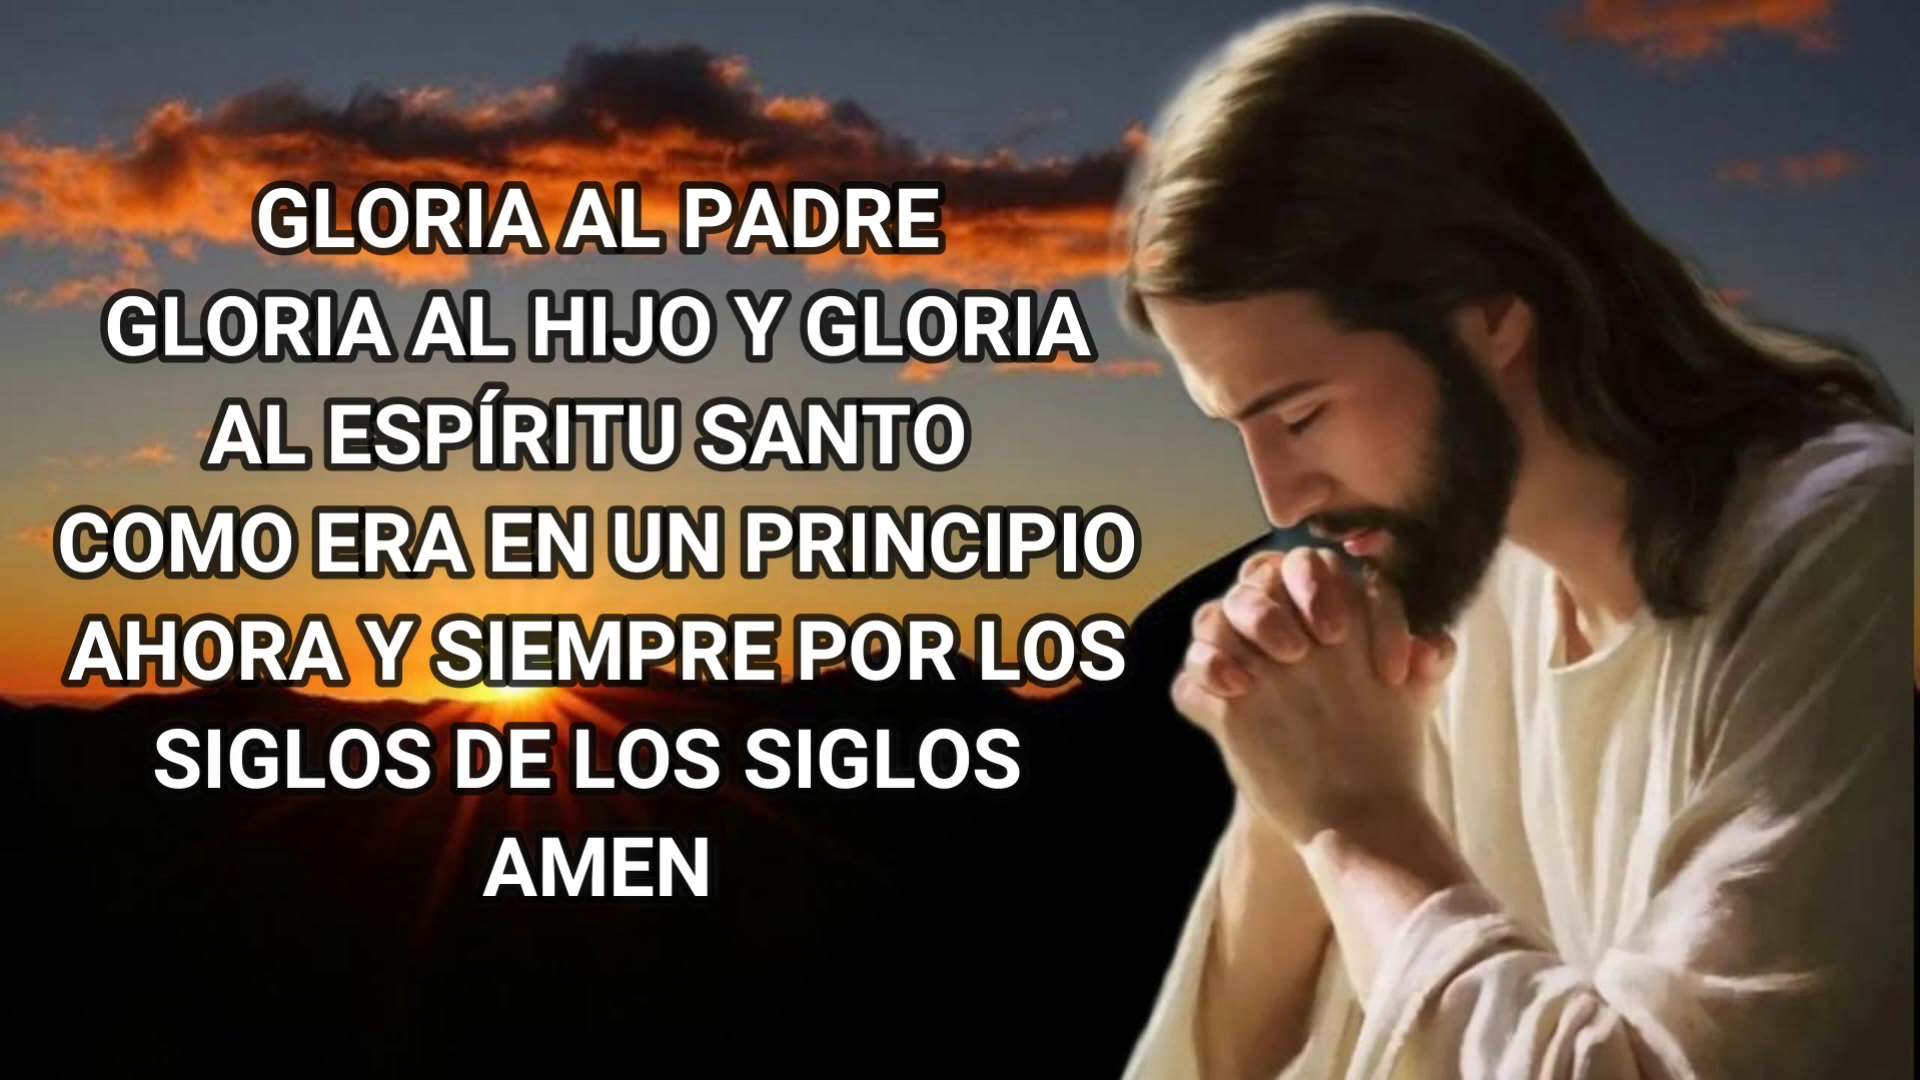 GLORIA AL PADRE
GLORIA AL HIJO Y GLORIA
AL ESPÍRITU SANTO
COMO ERA EN UN PRINCIPIO
AHORA Y SIEMPRE POR LOS
SIGLOS DE LOS SIGLOS
AMEN